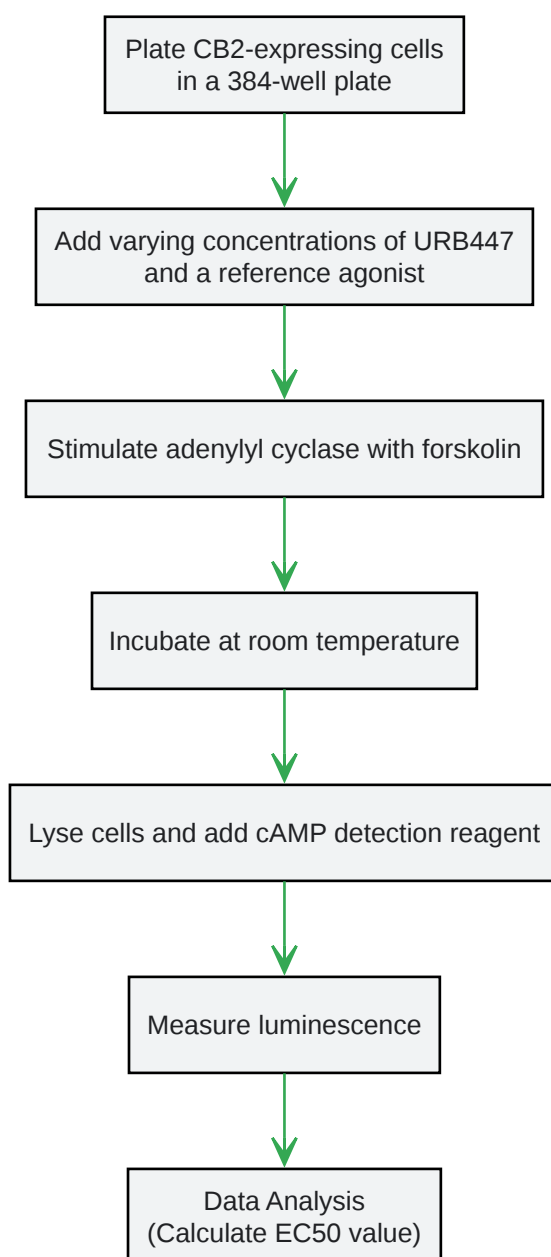 Plate CB2-expressing cells
in a 384-well plate
Add varying concentrations of URB447
and a reference agonist
Stimulate adenylyl cyclase with forskolin
Incubate at room temperature
Lyse cells and add cAMP detection reagent
Measure luminescence
Data Analysis
(Calculate EC50 value)